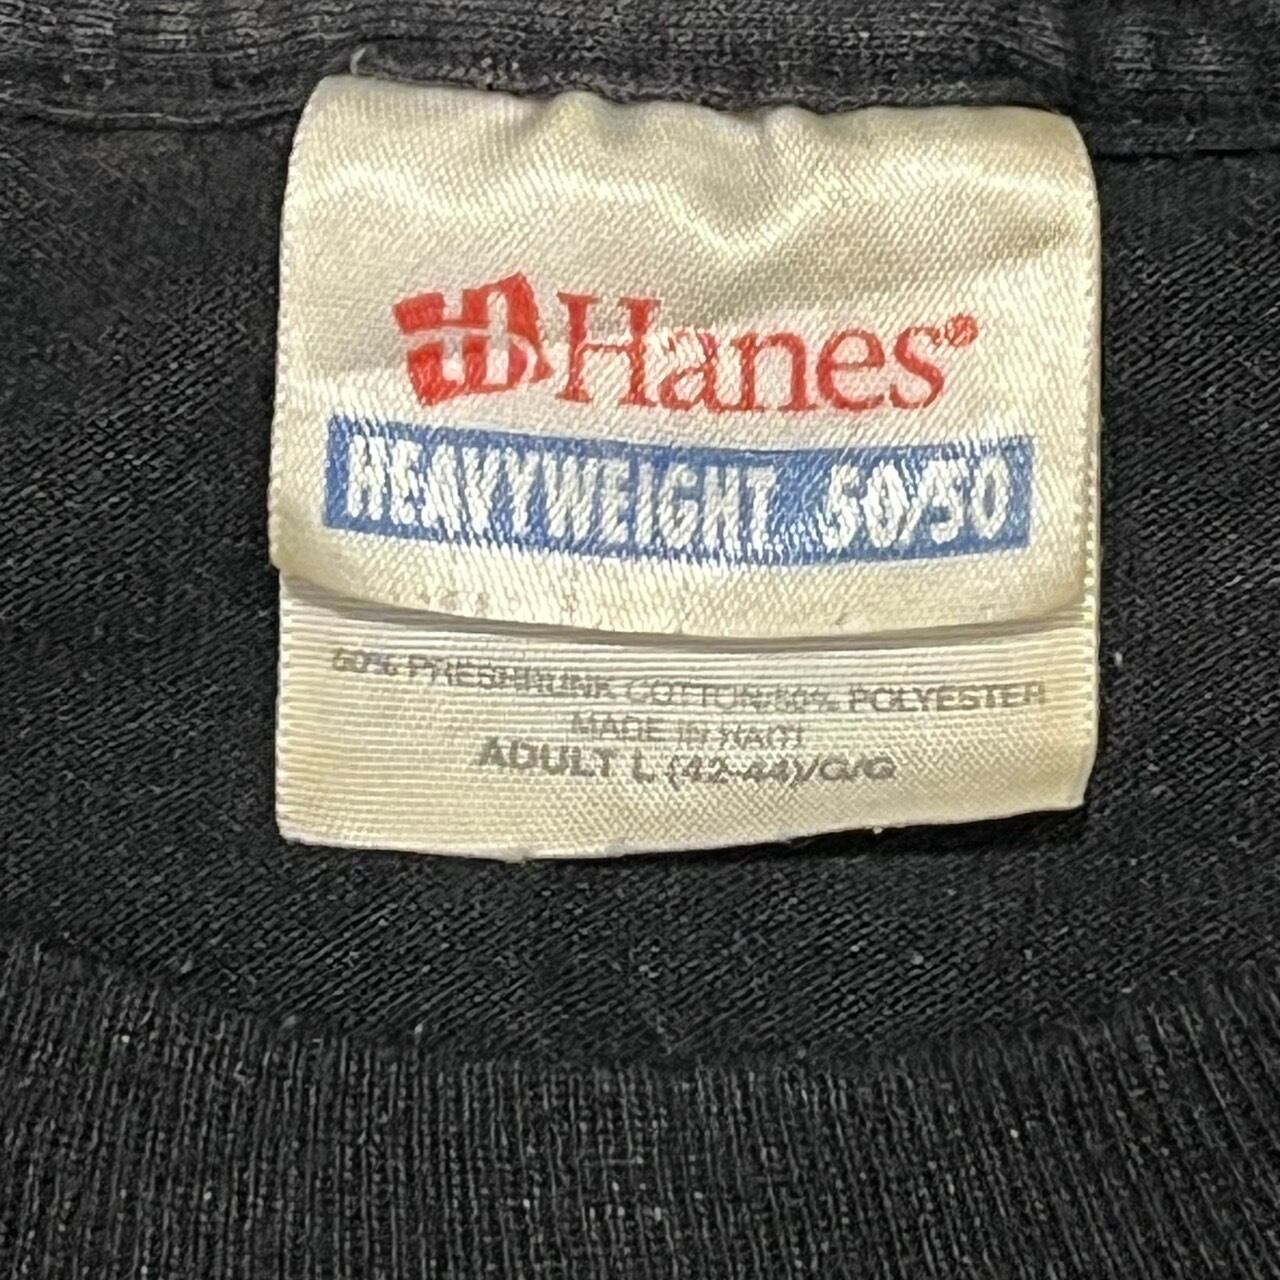 Hanes®
HEAVYWEIGHT 50/50
50% PRESHRUNK COTTON/50% POLYESTER
MADE IN HAITI
ADULT L (42-44)/G/G